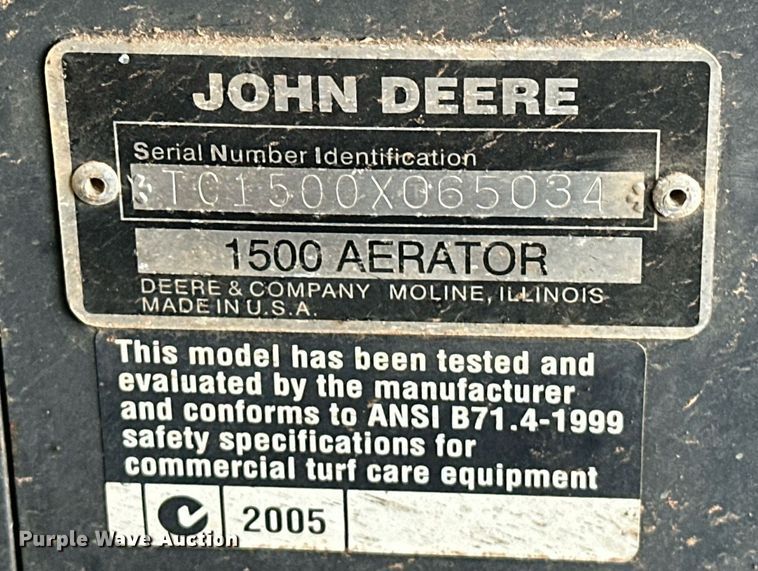 JOHN DEERE
Serial Number Identification
TC1500X065034
1500 AERATOR
DEERE & COMPANY MOLINE, ILLINOIS
MADE IN U.S.A.
This model has been tested and
evaluated by the manufacturer
and conforms to ANSI B71.4-1999
safety specifications for
commercial turf care equipment
2005
Purple Wave Auction